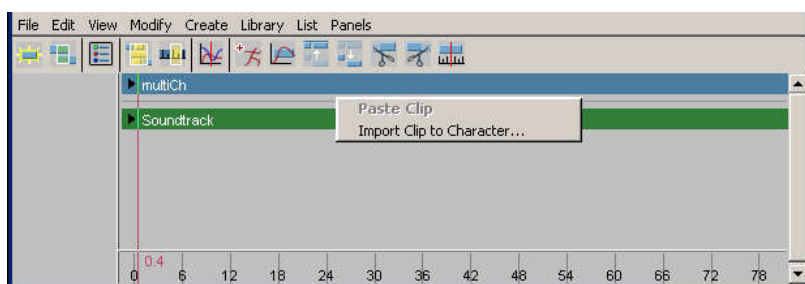 File Edit View Modify Create Library List Panels
multiCh
Paste Clip
Import Clip to Character...
Soundtrack
0.4
0 6 12 18 24 30 36 42 48 54 60 66 72 78